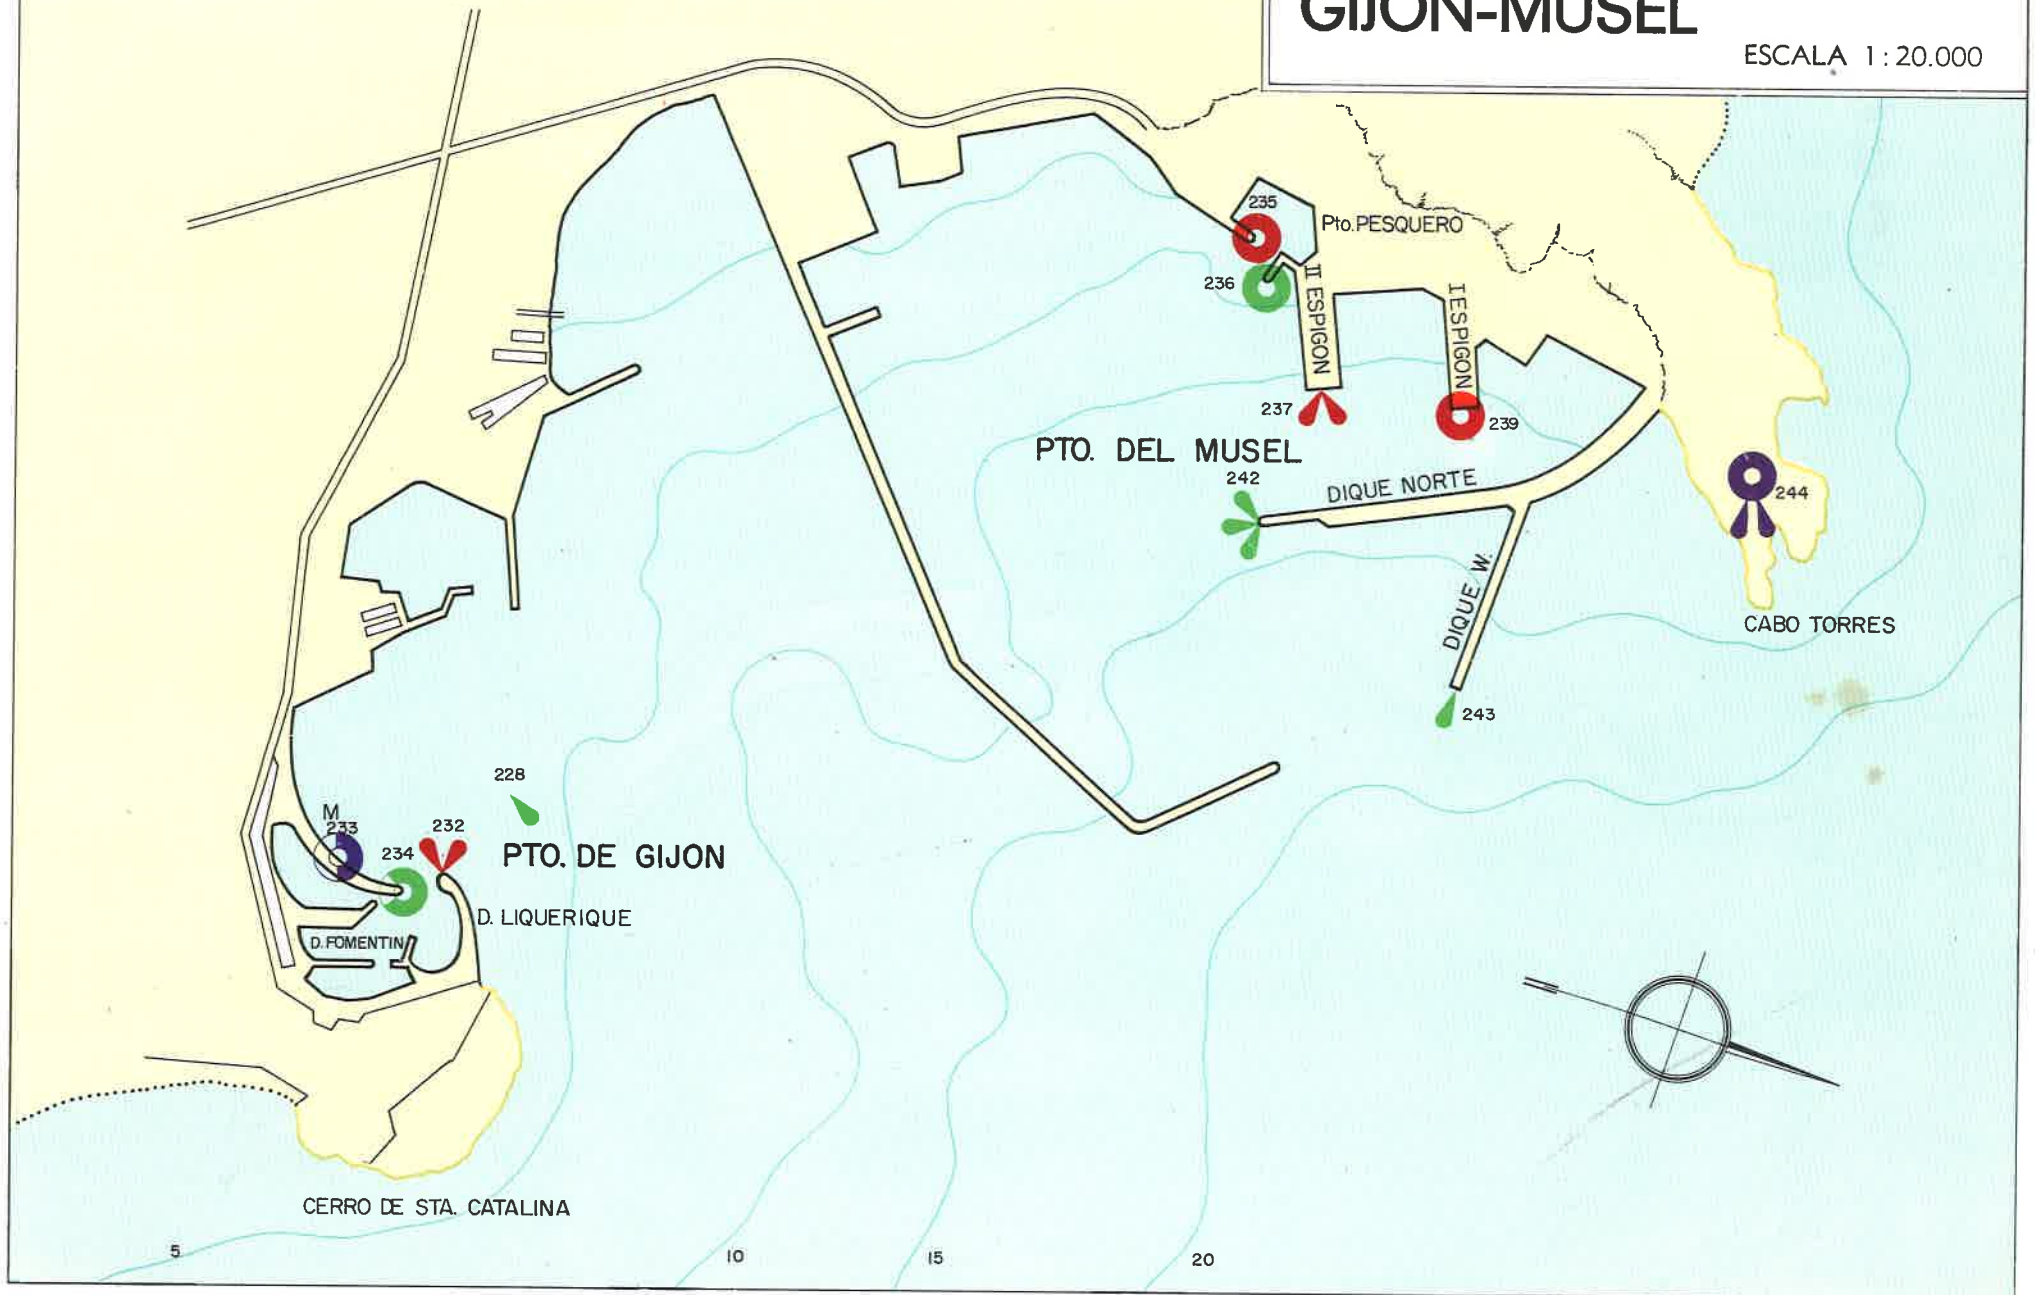 GIJON-MUSEL
ESCALA 1:20.000
235
Pto. PESQUERO
236
II ESPIGON
I ESPIGON
237
239
PTO. DEL MUSEL
242
DIQUE NORTE
244
DIQUE W.
CABO TORRES
243
228
M
233
232
234
PTO. DE GIJON
D. LIQUERIQUE
D. FOMENTIN
CERRO DE STA. CATALINA
5
10
15
20